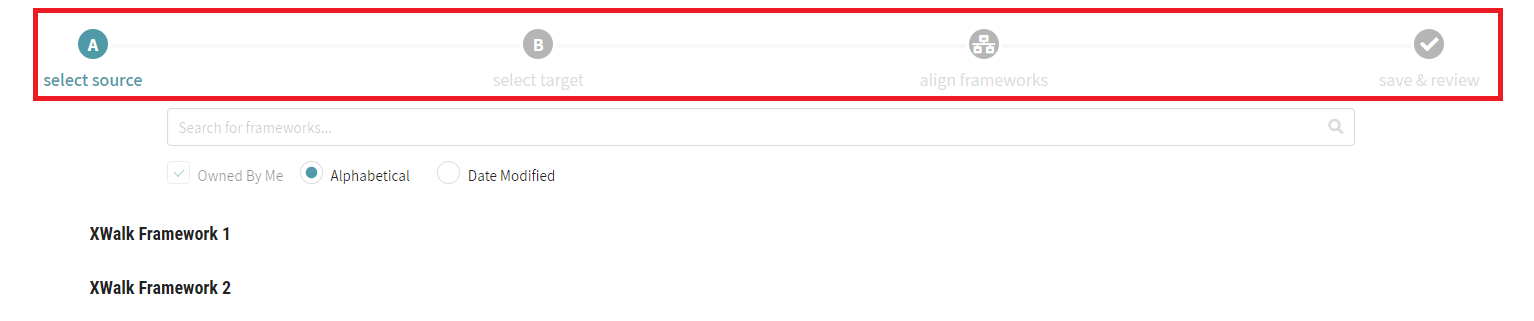 A B
select source select target align frameworks save & review
Search for frameworks...
Owned By Me Alphabetical Date Modified
XWalk Framework 1
XWalk Framework 2